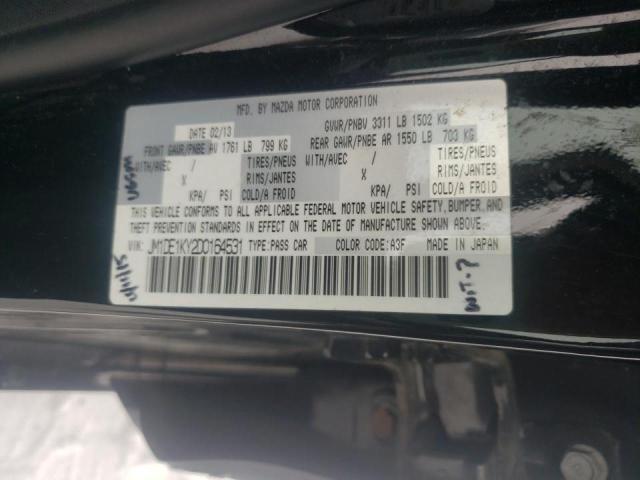 MFD. BY MAZDA MOTOR CORPORATION
DATE 02/13 GVWR/PNBV 3311 LB 1502 KG
FRONT GAWR/PNBE AV 1761 LB 799 KG REAR GAWR/PNBE AR 1550 LB 703 KG
WITH/AVEC / TIRES/PNEUS WITH/AVEC / TIRES/PNEUS
X RIMS/JANTES X RIMS/JANTES
KPA/ PSI COLD/A FROID KPA/ PSI COLD/A FROID
THIS VEHICLE CONFORMS TO ALL APPLICABLE FEDERAL MOTOR VEHICLE SAFETY, BUMPER, AND
THEFT PREVENTION STANDARDS IN EFFECT ON THE DATE OF MANUFACTURE SHOWN ABOVE.
VIN: JM1DE1KY2D0164531 TYPE: PASS CAR COLOR CODE: A3F MADE IN JAPAN